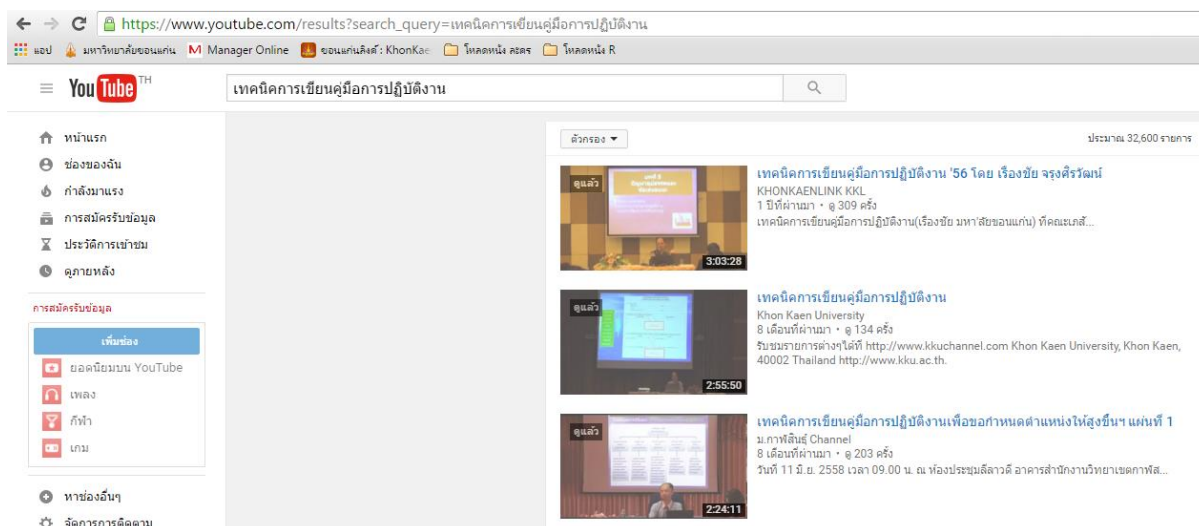 https://www.youtube.com/results?search_query=เทคนิคการเขียนคู่มือการปฏิบัติงาน
แอป มหาวิทยาลัยขอนแก่น M Manager Online ขอนแก่นลิงค์ : KhonKae โหลดหนัง ละคร โหลดหนัง R
YouTube TH
เทคนิคการเขียนคู่มือการปฏิบัติงาน
หน้าแรก
ช่องของฉัน
กำลังมาแรง
การสมัครรับข้อมูล
ประวัติการเข้าชม
ดูภายหลัง
การสมัครรับข้อมูล
เพิ่มช่อง
ยอดนิยมบน YouTube
เพลง
กีฬา
เกม
หาช่องอื่นๆ
จัดการการติดตาม
ตัวกรอง
ประมาณ 32,600 รายการ
ดูแล้ว
3:03:28
เทคนิคการเขียนคู่มือการปฏิบัติงาน '56 โดย เรืองชัย จรุงศิรวัฒน์
KHONKAENLINK KKL
1 ปีที่ผ่านมา • ดู 309 ครั้ง
เทคนิคการเขียนคู่มือการปฏิบัติงาน(เรืองชัย มหา'ลัยขอนแก่น) ที่คณะเภสั...
ดูแล้ว
2:55:50
เทคนิคการเขียนคู่มือการปฏิบัติงาน
Khon Kaen University
8 เดือนที่ผ่านมา • ดู 134 ครั้ง
รับชมรายการต่างๆได้ที่ http://www.kkuchannel.com Khon Kaen University, Khon Kaen,
40002 Thailand http://www.kku.ac.th.
ดูแล้ว
2:24:11
เทคนิคการเขียนคู่มือการปฏิบัติงานเพื่อขอกำหนดตำแหน่งให้สูงขึ้นฯ แผ่นที่ 1
ม.กาฬสินธุ์ Channel
8 เดือนที่ผ่านมา • ดู 203 ครั้ง
วันที่ 11 มิ.ย. 2558 เวลา 09.00 น. ณ ห้องประชุมลีลาวดี อาคารสำนักงานวิทยาเขตกาฬส...